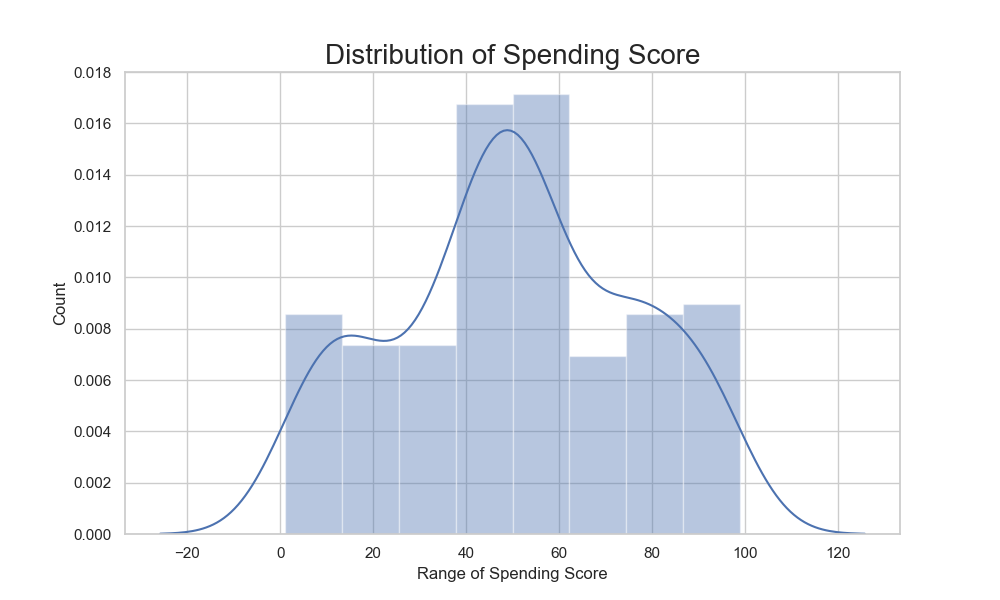 Distribution of Spending Score
0.018
0.016
0.014
0.012
0.010
0.008
0.006
0.004
0.002
0.000
Count
−20 0 20 40 60 80 100 120
Range of Spending Score